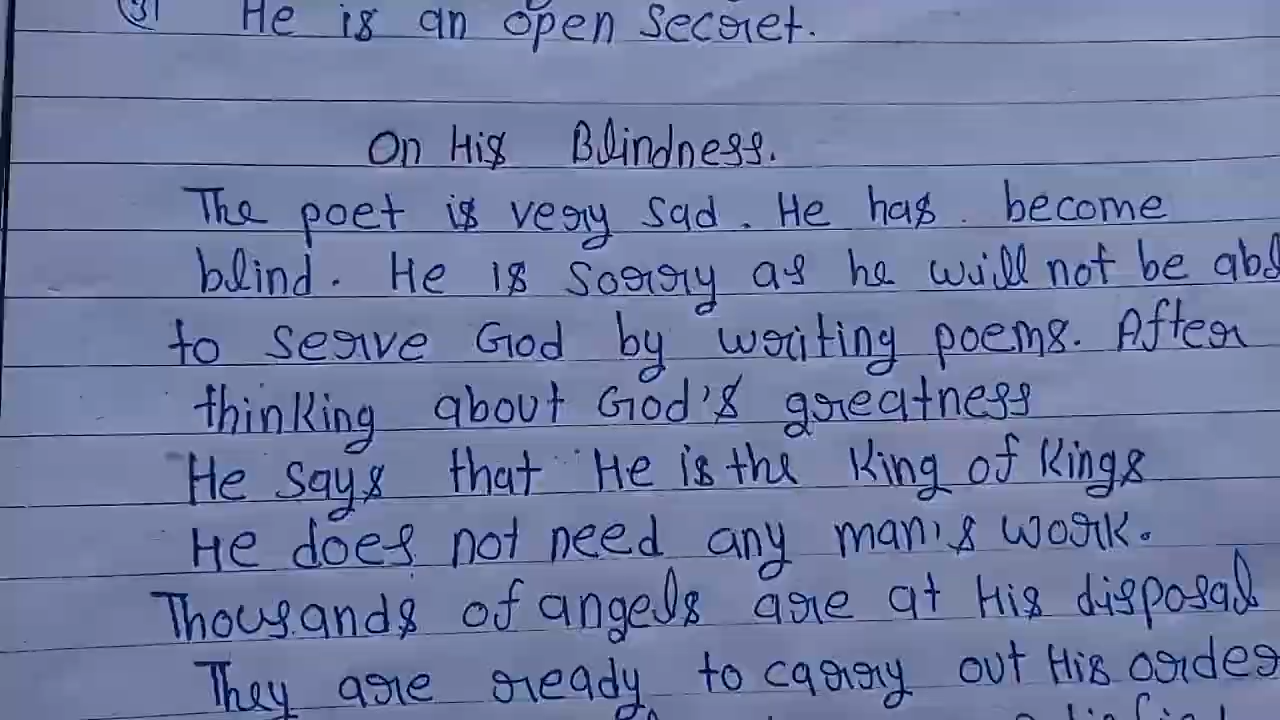 (3) He is an open secret.
On His Blindness.
The poet is very sad. He has become
blind. He is sorry as he will not be abl
to serve God by writing poems. After
thinking about God's greatness
He says that He is the King of Kings
He does not need any man's work.
Thousands of angels are at His disposal
They are ready to carry out His order